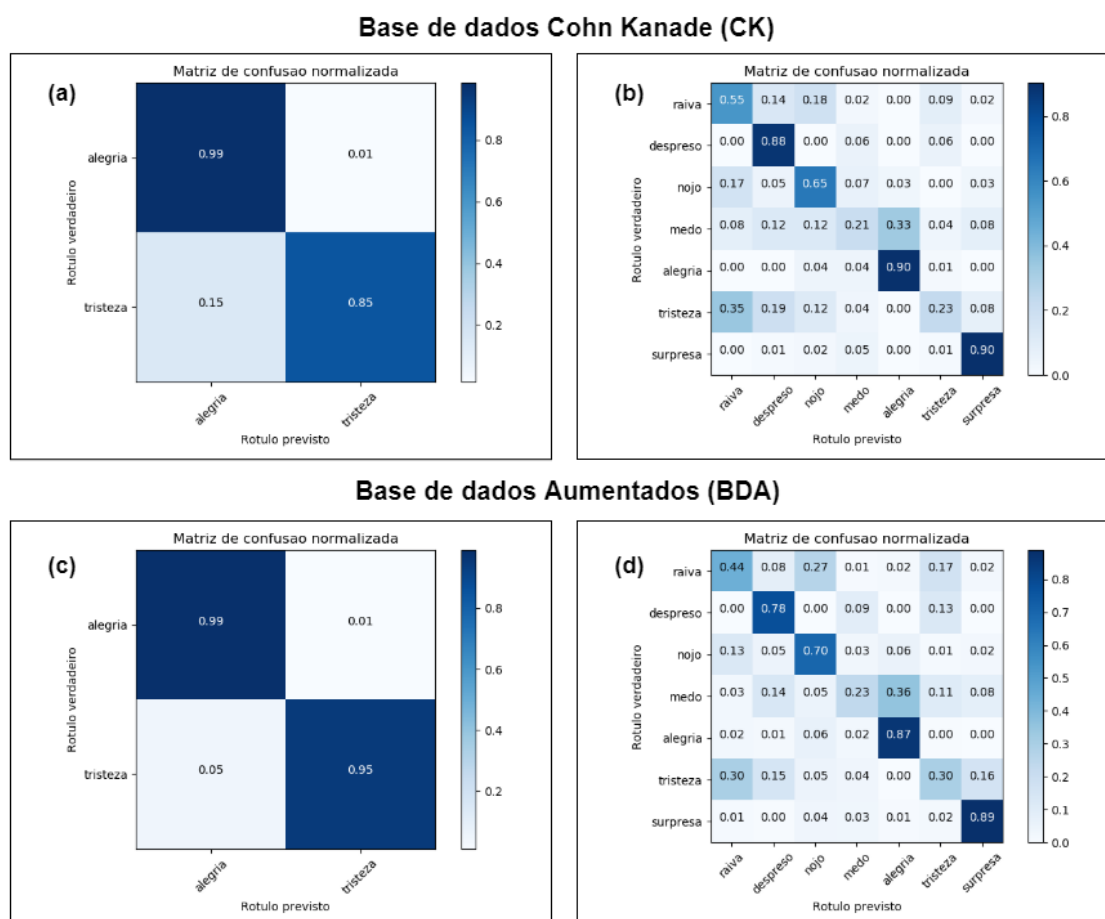 Base de dados Cohn Kanade (CK)
(a)
Matriz de confusao normalizada
Rotulo verdadeiro
alegria
0.99 0.01
tristeza
0.15 0.85
alegria tristeza
Rotulo previsto
0.8
0.6
0.4
0.2
(b)
Matriz de confusao normalizada
Rotulo verdadeiro
raiva 0.55 0.14 0.18 0.02 0.00 0.09 0.02
despreso 0.00 0.88 0.00 0.06 0.00 0.06 0.00
nojo 0.17 0.05 0.65 0.07 0.03 0.00 0.03
medo 0.08 0.12 0.12 0.21 0.33 0.04 0.08
alegria 0.00 0.00 0.04 0.04 0.90 0.01 0.00
tristeza 0.35 0.19 0.12 0.04 0.00 0.23 0.08
surpresa 0.00 0.01 0.02 0.05 0.00 0.01 0.90
raiva despreso nojo medo alegria tristeza surpresa
Rotulo previsto
0.8
0.6
0.4
0.2
0.0
Base de dados Aumentados (BDA)
(c)
Matriz de confusao normalizada
Rotulo verdadeiro
alegria
0.99 0.01
tristeza
0.05 0.95
alegria tristeza
Rotulo previsto
0.8
0.6
0.4
0.2
(d)
Matriz de confusao normalizada
Rotulo verdadeiro
raiva 0.44 0.08 0.27 0.01 0.02 0.17 0.02
despreso 0.00 0.78 0.00 0.09 0.00 0.13 0.00
nojo 0.13 0.05 0.70 0.03 0.06 0.01 0.02
medo 0.03 0.14 0.05 0.23 0.36 0.11 0.08
alegria 0.02 0.01 0.06 0.02 0.87 0.00 0.00
tristeza 0.30 0.15 0.05 0.04 0.00 0.30 0.16
surpresa 0.01 0.00 0.04 0.03 0.01 0.02 0.89
raiva despreso nojo medo alegria tristeza surpresa
Rotulo previsto
0.8
0.7
0.6
0.5
0.4
0.3
0.2
0.1
0.0